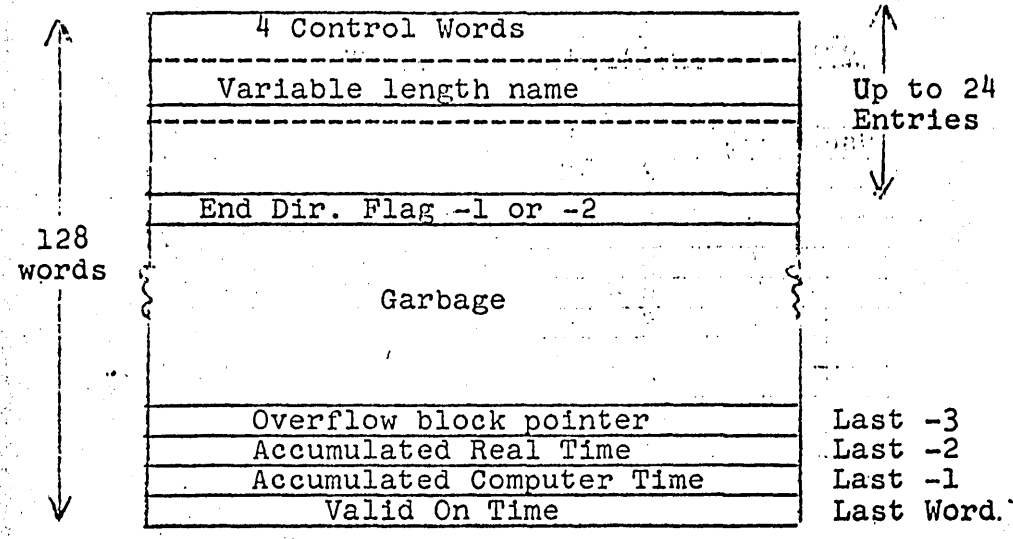 4 Control Words
Variable length name
Up to 24
Entries
End Dir. Flag -1 or -2
128
words
Garbage
Overflow block pointer
Last -3
Accumulated Real Time
Last -2
Accumulated Computer Time
Last -1
Valid On Time
Last Word.